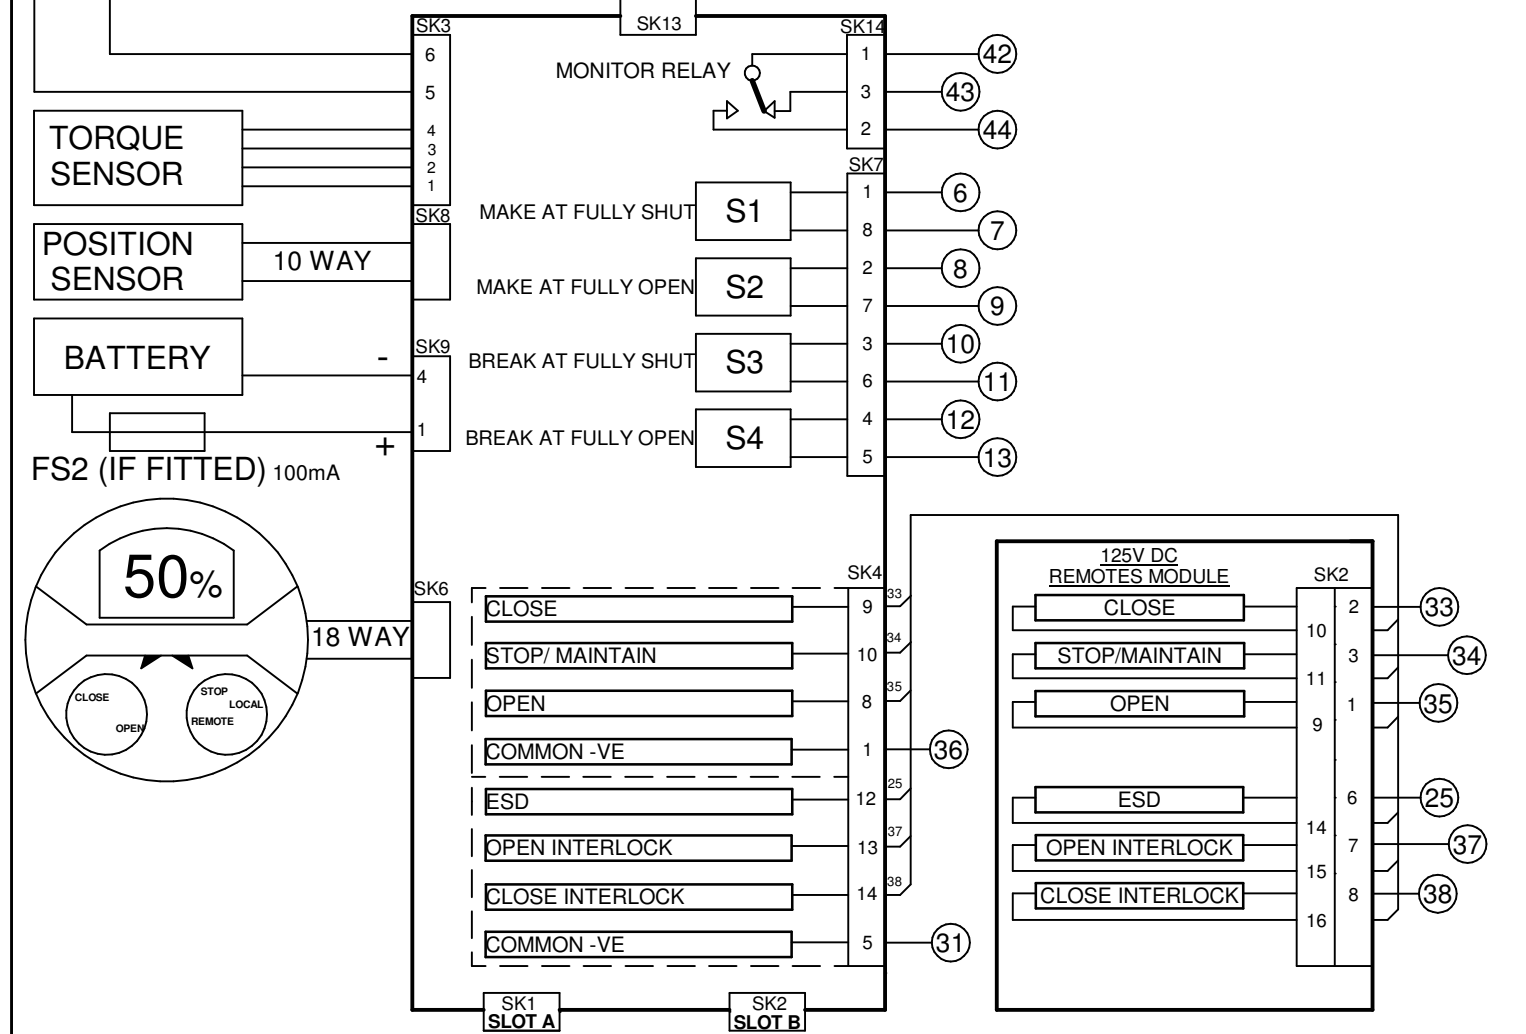 SK13
SK3
6
5
4
3
2
1
TORQUE
SENSOR
SK8
POSITION
SENSOR
10 WAY
BATTERY
-
+
SK9
4
1
FS2 (IF FITTED) 100mA
50%
CLOSE
OPEN
STOP
LOCAL
REMOTE
18 WAY
SK6
MONITOR RELAY
SK14
1 42
3 43
2 44
SK7
MAKE AT FULLY SHUT S1
1 6
8 7
MAKE AT FULLY OPEN S2
2 8
7 9
BREAK AT FULLY SHUT S3
3 10
6 11
BREAK AT FULLY OPEN S4
4 12
5 13
SK4
CLOSE 9 33
STOP/ MAINTAIN 10 34
OPEN 8 35
COMMON -VE 1 36
ESD 12 25
OPEN INTERLOCK 13 37
CLOSE INTERLOCK 14 38
COMMON -VE 5 31
SK1
SLOT A
SK2
SLOT B
125V DC
REMOTES MODULE
SK2
CLOSE 2 33
10
STOP/MAINTAIN 3 34
11
OPEN 1 35
9
ESD 6 25
14
OPEN INTERLOCK 7 37
15
CLOSE INTERLOCK 8 38
16